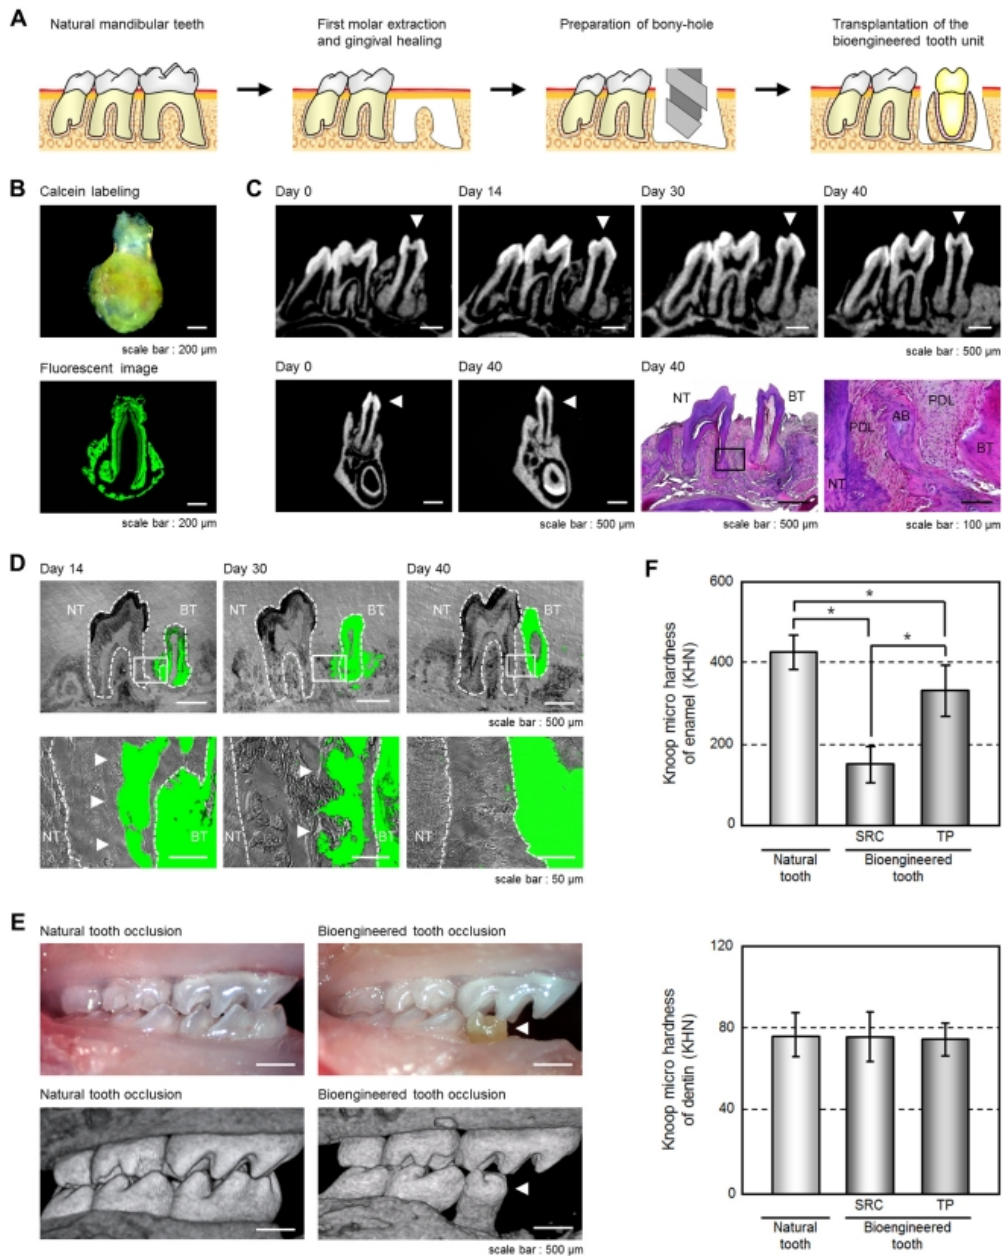 A
Natural mandibular teeth
First molar extraction
and gingival healing
Preparation of bony-hole
Transplantation of the
bioengineered tooth unit
B
Calcein labeling
scale bar : 200 µm
Fluorescent image
scale bar : 200 µm
C
Day 0
Day 14
Day 30
Day 40
scale bar : 500 µm
Day 0
Day 40
scale bar : 500 µm
Day 40
NT
BT
scale bar : 500 µm
PDL
AB
PDL
NT
BT
scale bar : 100 µm
D
Day 14
Day 30
Day 40
NT
BT
NT
BT
NT
BT
scale bar : 500 µm
NT
BT
NT
BT
NT
BT
scale bar : 50 µm
E
Natural tooth occlusion
Bioengineered tooth occlusion
Natural tooth occlusion
Bioengineered tooth occlusion
scale bar : 500 µm
F
Knoop micro hardness
of enamel (KHN)
600
400
200
0
*
*
*
SRC
TP
Natural
tooth
Bioengineered
tooth
Knoop micro hardness
of dentin (KHN)
120
80
40
0
SRC
TP
Natural
tooth
Bioengineered
tooth